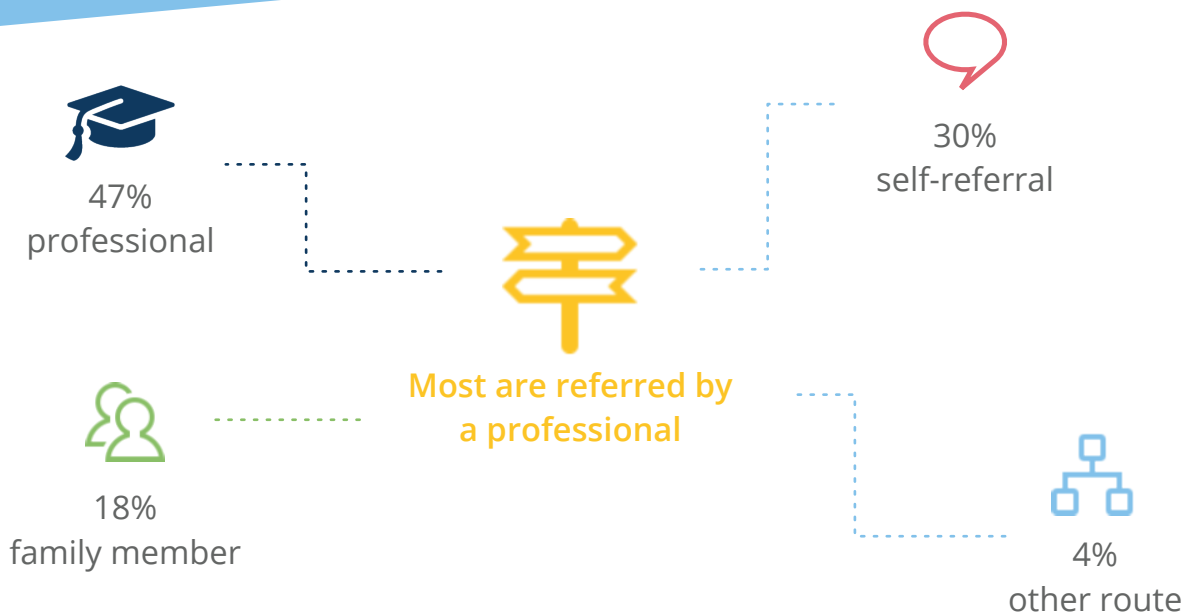 47%
professional
30%
self-referral
Most are referred by
a professional
18%
family member
4%
other route